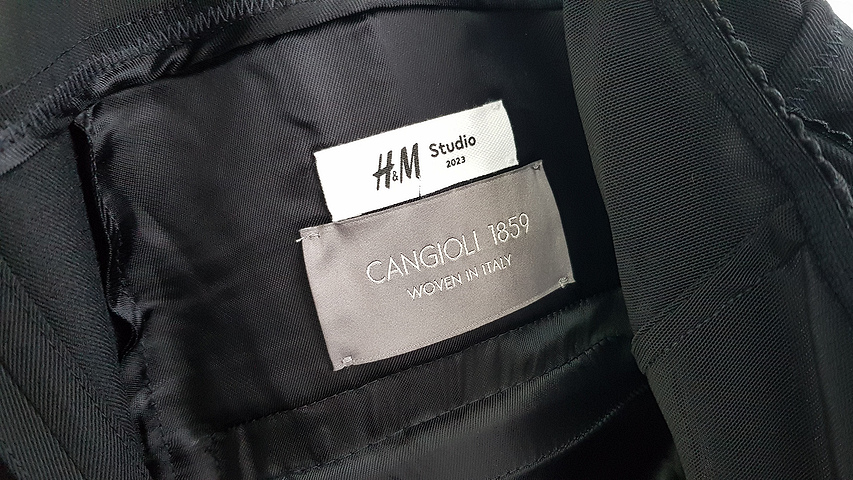 H&M Studio
2023
CANGIOLI 1859
WOVEN IN ITALY